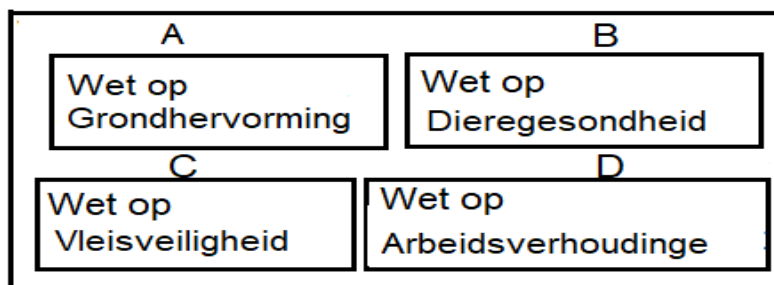 A
B
Wet op
Grondhervorming
Wet op
Dieregesondheid
C
D
Wet op
Vleisveiligheid
Wet op
Arbeidsverhoudinge